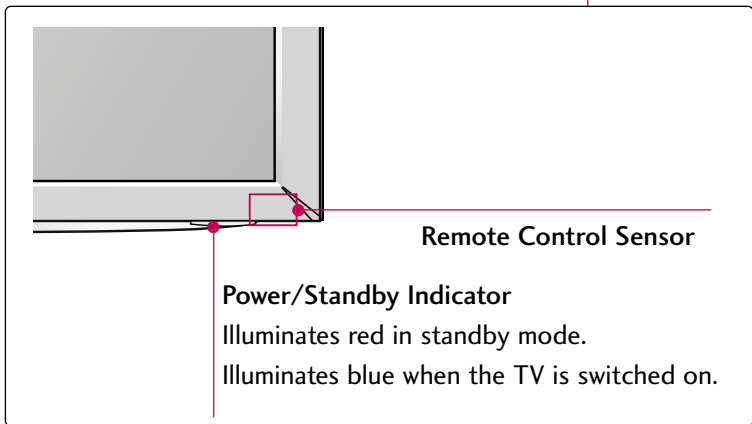 Remote Control Sensor
Power/Standby Indicator
Illuminates red in standby mode.
Illuminates blue when the TV is switched on.